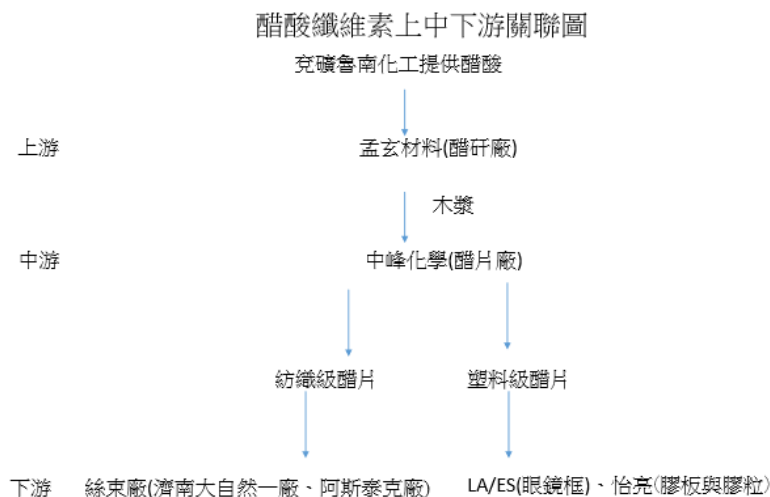 醋酸纖維素上中下游關聯圖
兗礦魯南化工提供醋酸
上游 孟玄材料(醋研廠)
木漿
中游 中峰化學(醋片廠)
紡織級醋片 塑料級醋片
下游 絲束廠(濟南大自然一廠、阿斯泰克廠) LA/ES(眼鏡框)、怡亮(膠板與膠粒)